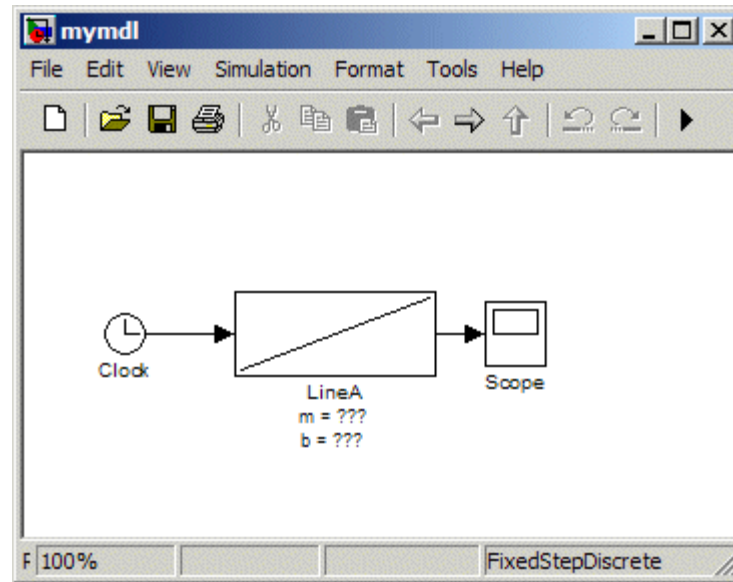 mymdl
File Edit View Simulation Format Tools Help
Clock
LineA
m = ???
b = ???
Scope
F 100% FixedStepDiscrete